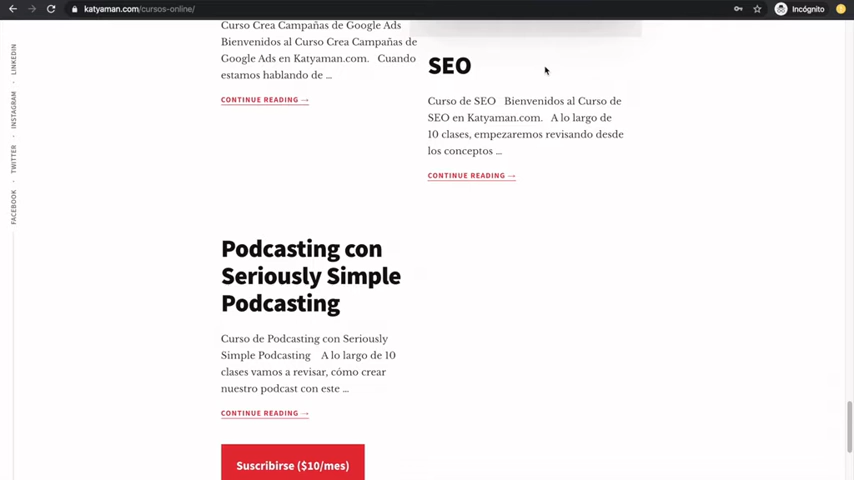 katyaman.com/cursos-online/
Incógnito
LINKEDIN
INSTAGRAM
TWITTER
FACEBOOK
Curso Crea Campañas de Google Ads
Bienvenidos al Curso Crea Campañas de
Google Ads en Katyaman.com. Cuando
estamos hablando de ...
CONTINUE READING →
SEO
Curso de SEO Bienvenidos al Curso de
SEO en Katyaman.com. A lo largo de
10 clases, empezaremos revisando desde
los conceptos ...
CONTINUE READING →
Podcasting con
Seriously Simple
Podcasting
Curso de Podcasting con Seriously
Simple Podcasting A lo largo de 10
clases vamos a revisar, cómo crear
nuestro podcast con este ...
CONTINUE READING →
Suscribirse ($10/mes)